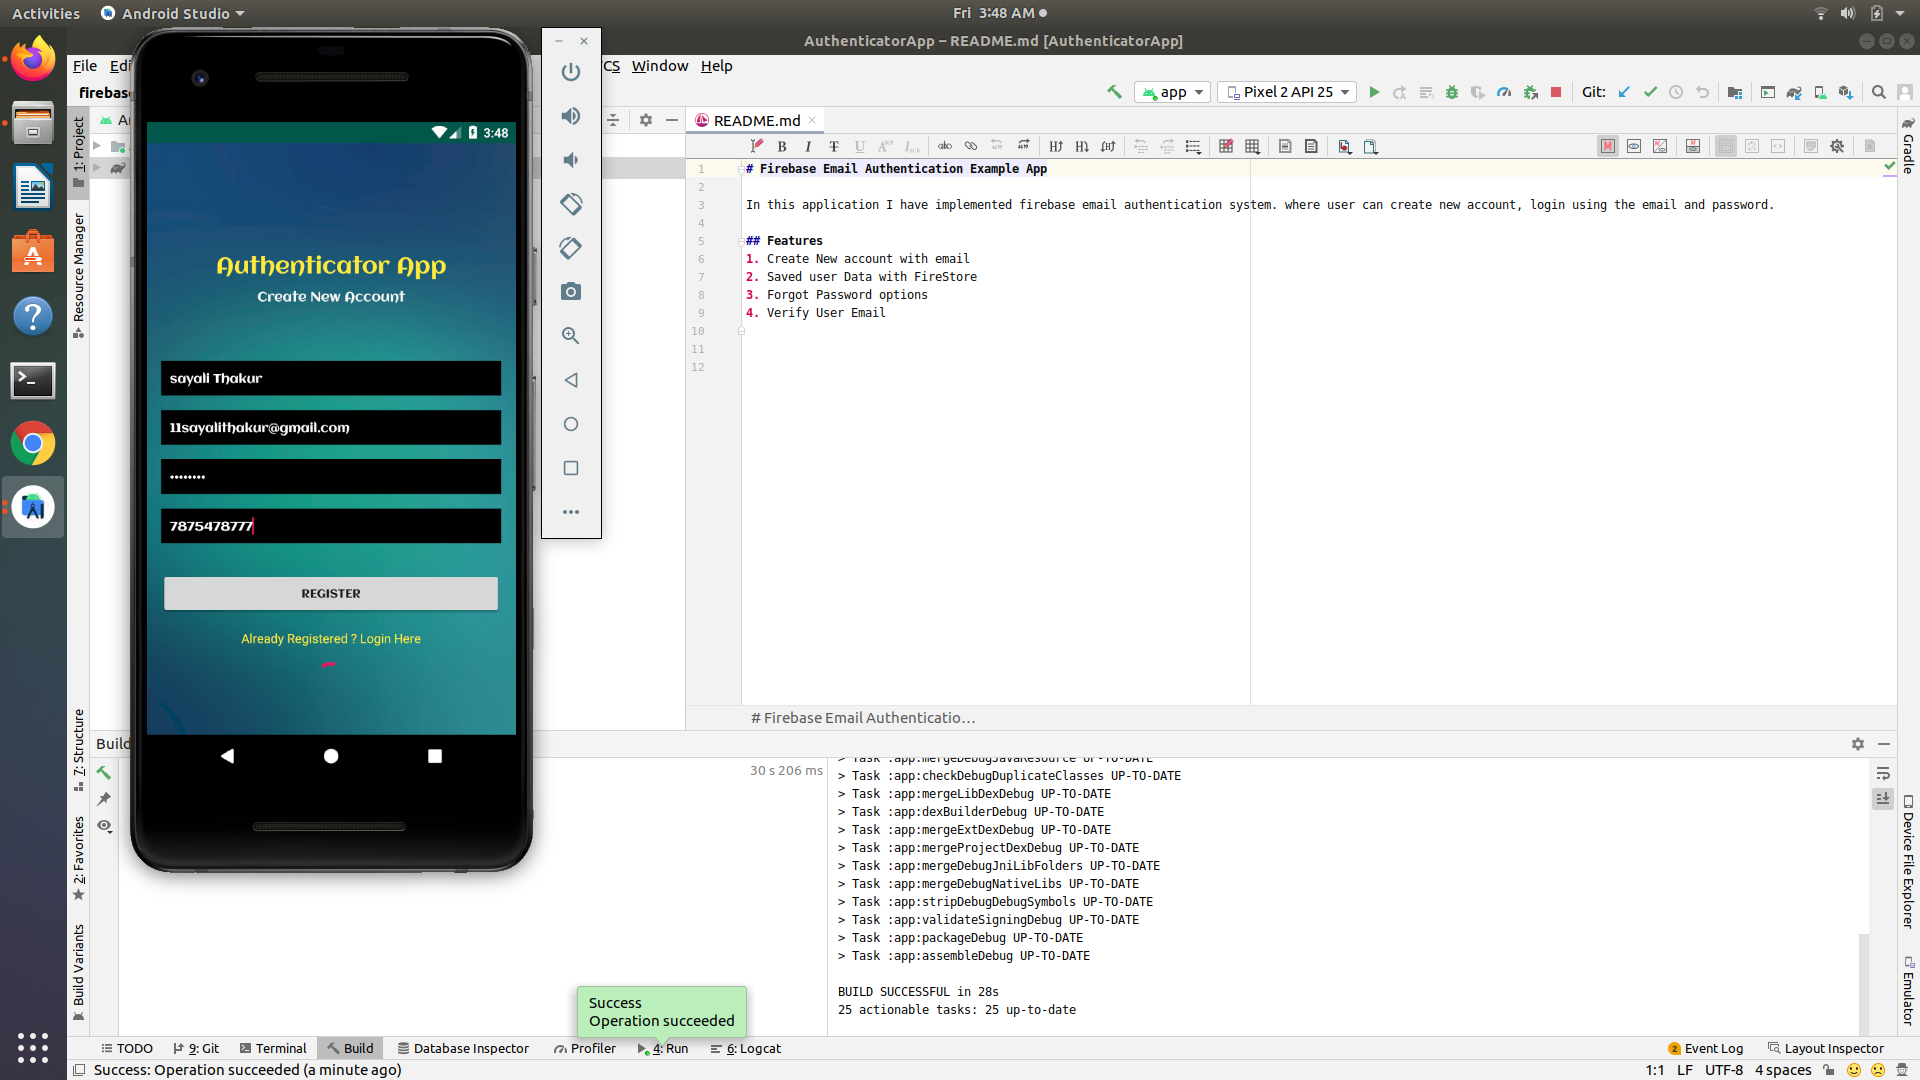 Activities
Android Studio
Fri 3:48 AM
AuthenticatorApp – README.md [AuthenticatorApp]
File
CS Window Help
app
Pixel 2 API 25
Git:
README.md
1: Project
Resource Manager
7: Structure
2: Favorites
Build Variants
3:48
Authenticator App
Create New Account
sayali Thakur
11sayalithakur@gmail.com
7875478777
REGISTER
Already Registered ? Login Here
1 # Firebase Email Authentication Example App
2
3 In this application I have implemented firebase email authentication system. where user can create new account, login using the email and password.
4
5 ## Features
6 1. Create New account with email
7 2. Saved user Data with FireStore
8 3. Forgot Password options
9 4. Verify User Email
10
11
12
# Firebase Email Authenticatio…
Gradle
Device File Explorer
Emulator
Build
30 s 206 ms
> Task :app:mergeDebugJavaResource UP-TO-DATE
> Task :app:checkDebugDuplicateClasses UP-TO-DATE
> Task :app:mergeLibDexDebug UP-TO-DATE
> Task :app:dexBuilderDebug UP-TO-DATE
> Task :app:mergeExtDexDebug UP-TO-DATE
> Task :app:mergeProjectDexDebug UP-TO-DATE
> Task :app:mergeDebugJniLibFolders UP-TO-DATE
> Task :app:mergeDebugNativeLibs UP-TO-DATE
> Task :app:stripDebugDebugSymbols UP-TO-DATE
> Task :app:validateSigningDebug UP-TO-DATE
> Task :app:packageDebug UP-TO-DATE
> Task :app:assembleDebug UP-TO-DATE
BUILD SUCCESSFUL in 28s
25 actionable tasks: 25 up-to-date
Success
Operation succeeded
TODO
9: Git
Terminal
Build
Database Inspector
Profiler
4: Run
6: Logcat
2 Event Log
Layout Inspector
Success: Operation succeeded (a minute ago)
1:1 LF UTF-8 4 spaces